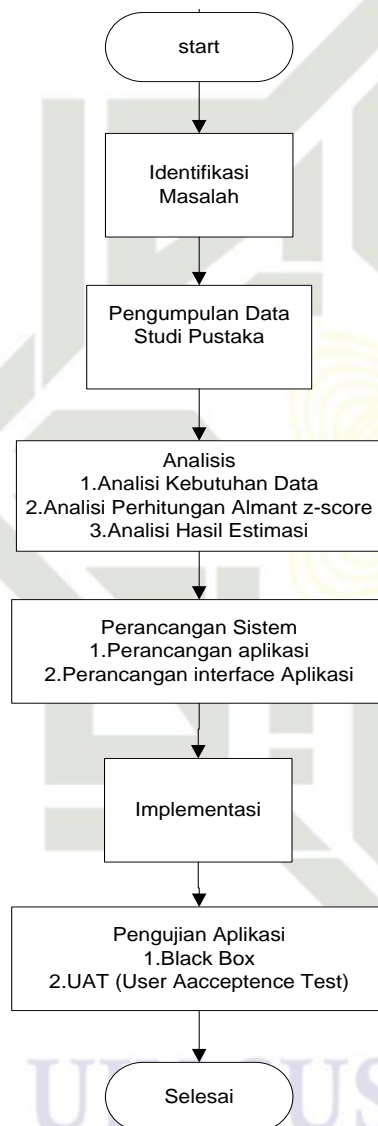 start
Identifikasi
Masalah
Pengumpulan Data
Studi Pustaka
Analisis
1.Analisi Kebutuhan Data
2.Analisi Perhitungan Almant z-score
3.Analisi Hasil Estimasi
Perancangan Sistem
1.Perancangan aplikasi
2.Perancangan interface Aplikasi
Implementasi
Pengujian Aplikasi
1.Black Box
2.UAT (User Aacceptence Test)
Selesai